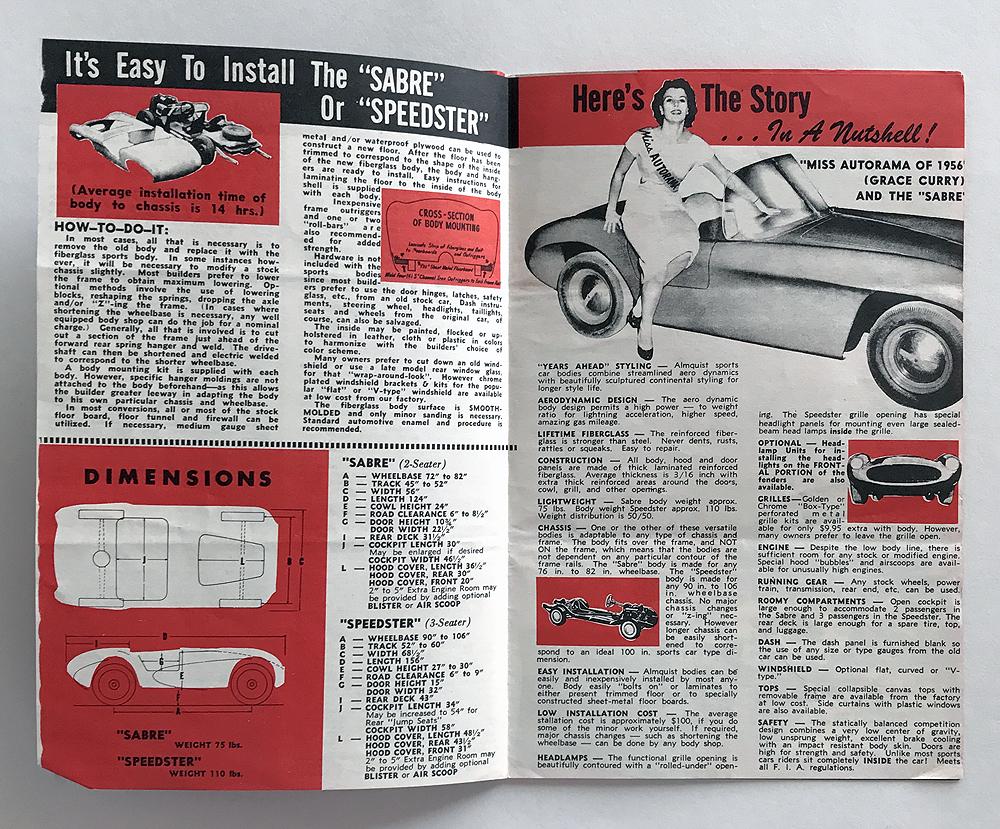 It's Easy To Install The "SABRE"
Or "SPEEDSTER"
(Average installation time of
body to chassis is 14 hrs.)
HOW—TO—DO—IT:
In most cases, all that is necessary is to
remove the old body and replace it with the
fiberglass sports body. In some instances how-
ever, it will be necessary to modify a stock
chassis slightly. Most builders prefer to lower
the frame to obtain maximum lowering. Op-
tional methods involve the use of lowering
blocks, reshaping the springs, dropping the axle
and/or "Z"-ing the frame. (In cases where
shortening the wheelbase is necessary, any well
equipped body shop can do the job for a nominal
charge.) Generally, all that is involved is to cut
out a section of the frame just ahead of the
forward rear spring hanger and weld. The drive-
shaft can then be shortened and electric welded
to correspond to the shorter wheelbase.
A body mounting kit is supplied with each
body. However, specific hanger moldings are not
attached to the body beforehand—as this allows
the builder greater leeway in adapting the body
to his own particular chassis and wheelbase.
In most conversions, all or most of the stock
floor board, floor tunnel and firewall can be
utilized. If necessary, medium gauge sheet
metal and/or waterproof plywood can be used to
construct a new floor. After the floor has been
trimmed to correspond to the shape of the inside
of the new fiberglass body, the body and hang-
ers are ready to install. Easy instructions for
laminating the floor to the inside of the body
shell is supplied
with each body.
Inexpensive
frame outriggers
and one or two
"roll-bars" are
also recommend-
ed for added
strength.
Hardware is not
included with the
sports bodies
since most build-
ers prefer to use the door hinges, latches, safety
glass, etc., from an old stock car. Dash instru-
ments, steering wheel, headlights, taillights,
seats and wheels from the original car, of
course, can also be salvaged.
The inside may be painted, flocked or up-
holstered in leather, cloth or plastic in colors
to harmonize with the builders' choice of
color scheme.
Many owners prefer to cut down an old wind-
shield or use a late model rear window glass,
for that "wrap-around-look". However chrome
plated windshield brackets & kits for the popu-
lar "flat" or "V-type" windshield are available
at low cost from our factory.
The fiberglass body surface is SMOOTH-
MOLDED and only minor sanding is necessary.
Standard automotive enamel and procedure is
recommended.
CROSS-SECTION
OF BODY MOUNTING
Laminate Strip of Fiberglass and Bolt
to Floorboards
DIMENSIONS
D
B
C
A
L
J
E
G
F
"SABRE"
WEIGHT 75 lbs.
"SPEEDSTER"
WEIGHT 110 lbs.
"SABRE" (2-Seater)
A — WHEELBASE 72" to 82"
B — TRACK 45" to 52"
C — WIDTH 56"
D — LENGTH 124"
E — COWL HEIGHT 24"
F — ROAD CLEARANCE 6" to 8½"
G — DOOR HEIGHT 10¾"
DOOR WIDTH 22½"
I — REAR DECK 31½"
J — COCKPIT LENGTH 30"
May be enlarged if desired
COCKPIT WIDTH 46½"
L — HOOD COVER, LENGTH 36½"
HOOD COVER, REAR 30"
HOOD COVER, FRONT 20"
2" to 5" Extra Engine Room may
be provided by adding optional
BLISTER or AIR SCOOP
"SPEEDSTER" (3-Seater)
A — WHEELBASE 90" to 106"
B — TRACK 52" to 60"
C — WIDTH 68½"
D — LENGTH 156"
E — COWL HEIGHT 27" to 30"
F — ROAD CLEARANCE 6" to 9"
G — DOOR HEIGHT 15"
DOOR WIDTH 32"
I — REAR DECK 43"
J — COCKPIT LENGTH 34"
May be increased to 54" for
Rear "Jump Seats"
COCKPIT WIDTH 58"
L — HOOD COVER, LENGTH 48½"
HOOD COVER, REAR 43½"
HOOD COVER, FRONT 31"
2" to 5" Extra Engine Room may
be provided by adding optional
BLISTER or AIR SCOOP
Here's The Story
...In A Nutshell!
Miss AUTORAMA
"MISS AUTORAMA OF 1956"
(GRACE CURRY)
AND THE "SABRE"
"YEARS AHEAD" STYLING — Almquist sports
car bodies combine streamlined aero dynamics
with beautifully sculptured continental styling for
longer style life.
AERODYNAMIC DESIGN — The aero dynamic
body design permits a high power — to weight
ratio for lightning acceleration, higher speed,
amazing gas mileage.
LIFETIME FIBERGLASS — The reinforced fiber-
glass is stronger than steel. Never dents, rusts,
rattles or squeaks. Easy to repair.
CONSTRUCTION — All body, hood and door
panels are made of thick laminated reinforced
fiberglass. Average thickness is 3/16 inch with
extra thick reinforced areas around the doors,
cowl, grill, and other openings.
LIGHTWEIGHT — Sabre body weight approx.
75 lbs. Body weight Speedster approx. 110 lbs.
Weight distribution is 50/50.
CHASSIS — One or the other of these versatile
bodies is adaptable to any type of chassis and
frame. The body fits over the frame, and NOT
ON the frame, which means that the bodies are
not dependent on any particular contour of the
frame rails. The "Sabre" body is made for any
76 in. to 82 in. wheelbase. The "Speedster"
body is made for
any 90 in. to 106
in. wheelbase
chassis. No major
chassis changes
or "z-ing" nec-
essary. However
longer chassis can
be easily short-
ened to corre-
spond to an ideal 100 in. sports car type di-
mension.
EASY INSTALLATION — Almquist bodies can be
easily and inexpensively installed by most any-
one. Body easily "bolts on" or laminates to
either present trimmed floor or to specially
constructed sheet-metal floor boards.
LOW INSTALLATION COST — The average
stallation cost is approximately $100, if you do
some of the minor work yourself. If required,
major chassis changes — such as shortening the
wheelbase — can be done by any body shop.
HEADLAMPS — The functional grille opening is
beautifully contoured with a "rolled-under" open-
ing. The Speedster grille opening has special
headlight panels for mounting even large sealed-
beam head lamps inside the grille.
OPTIONAL — Head-
lamp Units for in-
stalling the head-
lights on the FRONT-
AL PORTION of the
fenders are also
available.
GRILLES—Golden or
Chrome "Box-Type"
Perforated metal
grille kits are avail-
able for only $9.95 extra with body. However,
many owners prefer to leave the grille open.
ENGINE — Despite the low body line, there is
sufficient room for any stock or modified engine.
Special hood "bubbles" and airscoops are avail-
able for unusually high engines.
RUNNING GEAR — Any stock wheels, power
train, transmission, rear end, etc. can be used.
ROOMY COMPARTMENTS — Open cockpit is
large enough to accommodate 2 passengers in
the Sabre and 3 passengers in the Speedster. The
rear deck is large enough for a spare tire, top,
and luggage.
DASH — The dash panel is furnished blank so
the use of any size or type gauges from the old
car can be used.
WINDSHIELD — Optional flat, curved or "V-
type."
TOPS — Special collapsible canvas tops with
removable frame are available from the factory
at low cost. Side curtains with plastic windows
are also available.
SAFETY — The statically balanced competition
design combines a very low center of gravity,
low unsprung weight, excellent brake cooling
with an impact resistant body skin. Doors are
high for strength and safety. Unlike most sports
cars riders sit completely INSIDE the car! Meets
all F. I. A. regulations.